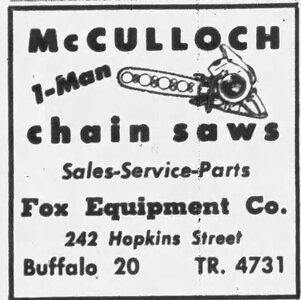 McCULLOCH
1-Man
chain saws
Sales-Service-Parts
Fox Equipment Co.
242 Hopkins Street
Buffalo 20 TR. 4731